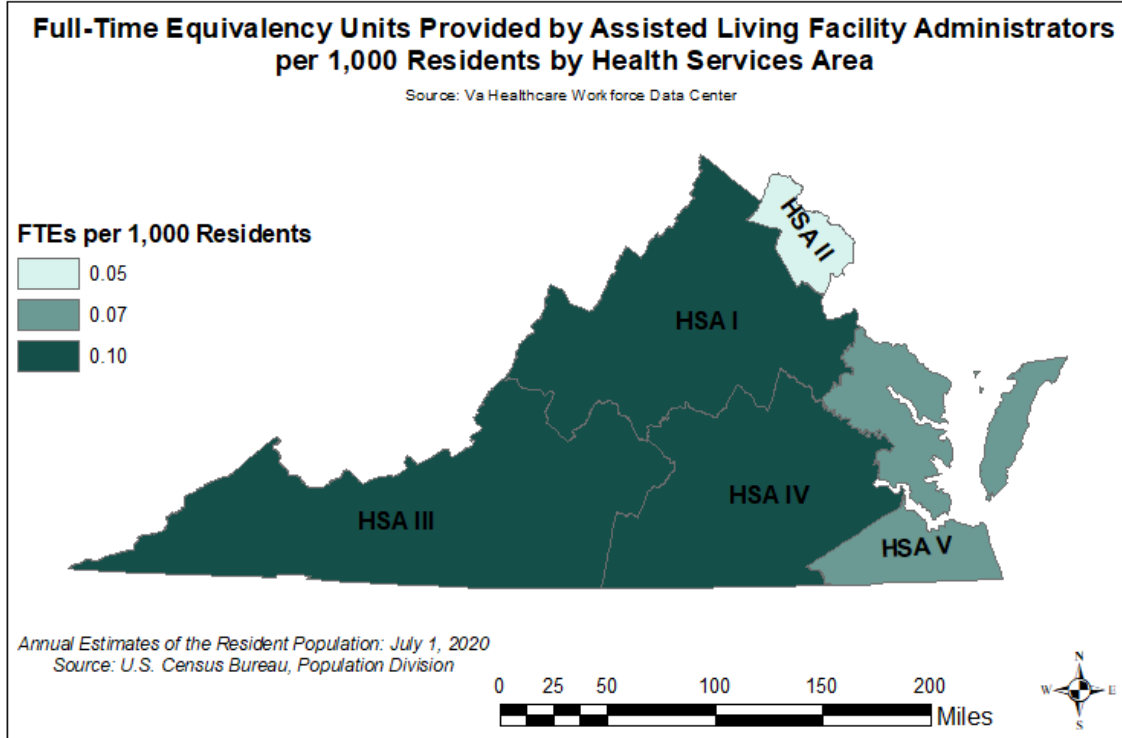 Full-Time Equivalency Units Provided by Assisted Living Facility Administrators
per 1,000 Residents by Health Services Area
Source: Va Healthcare Workforce Data Center
HSA II
FTEs per 1,000 Residents
0.05
0.07
0.10
HSA I
HSA IV
HSA III
HSA V
Annual Estimates of the Resident Population: July 1, 2020
Source: U.S. Census Bureau, Population Division
0 25 50 100 150 200
Miles
N
W E
S